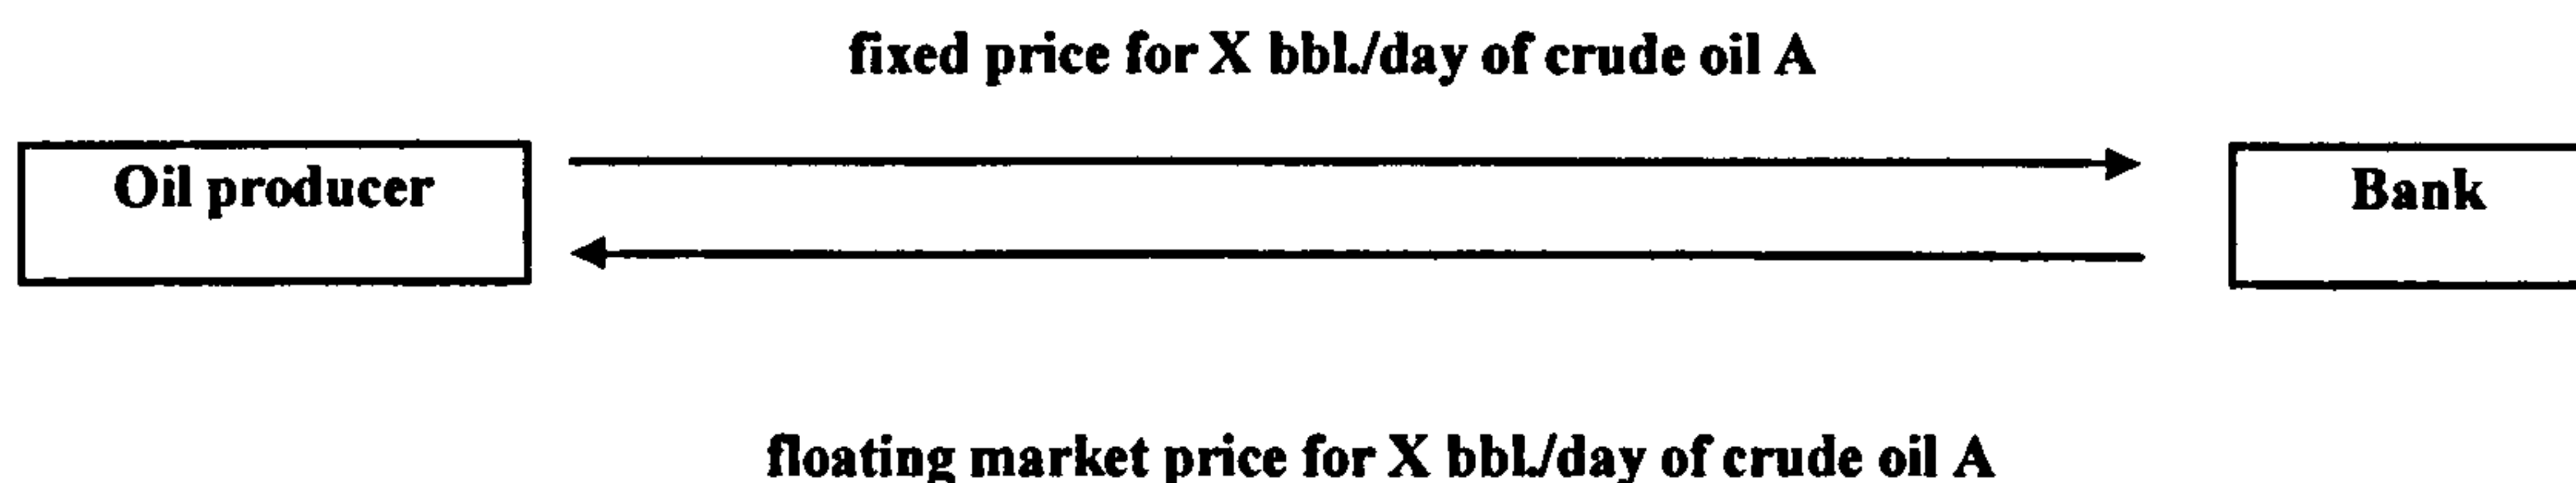 fixed price for X bbl./day of crude oil A
Oil producer
Bank
floating market price for X bbl./day of crude oil A